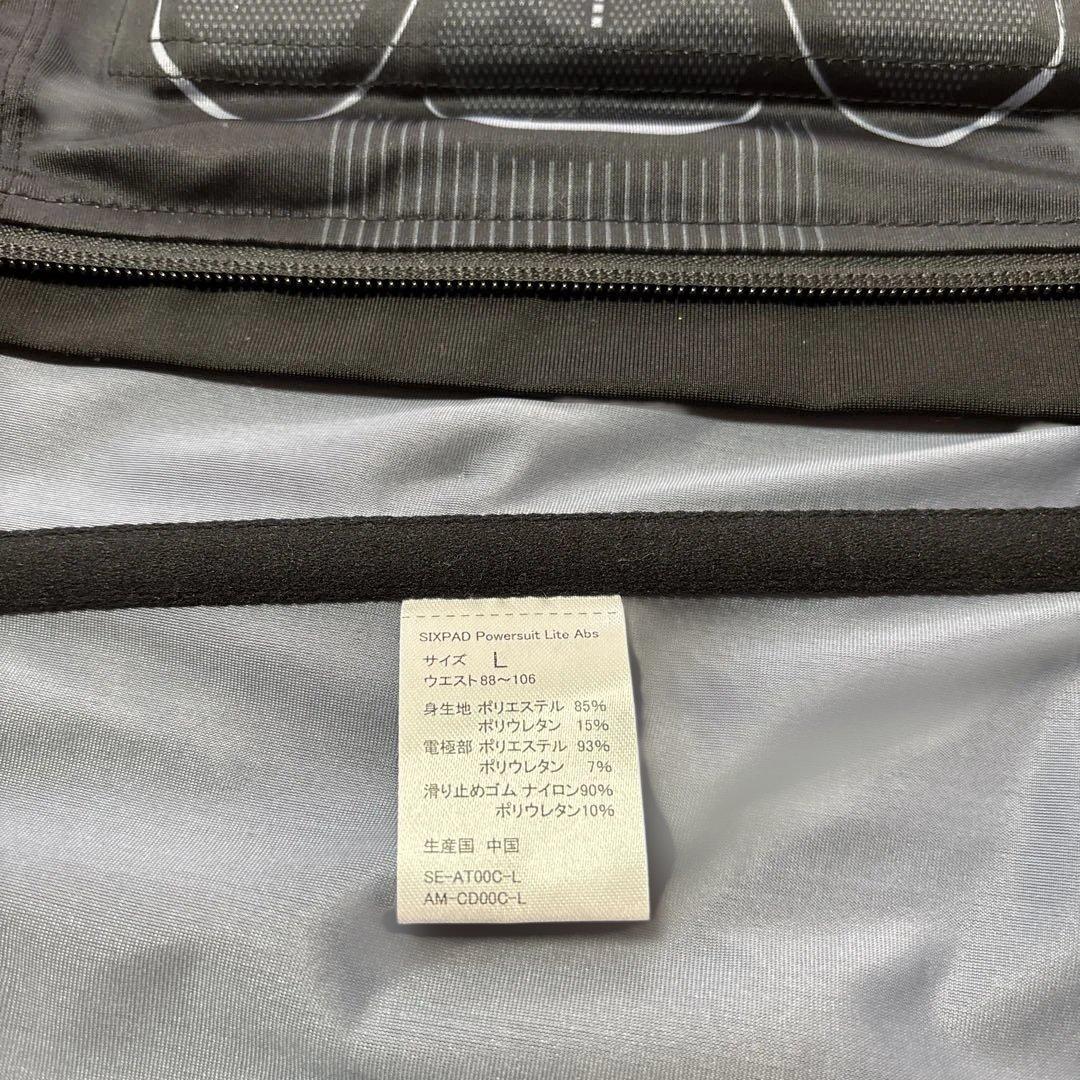 SIXPAD Powersuit Lite Abs
サイズ L
ウエスト88～106
身生地 ポリエステル 85%
ポリウレタン 15%
電極部 ポリエステル 93%
ポリウレタン 7%
滑り止めゴム ナイロン90%
ポリウレタン10%
生産国 中国
SE-AT00C-L
AM-CD00C-L